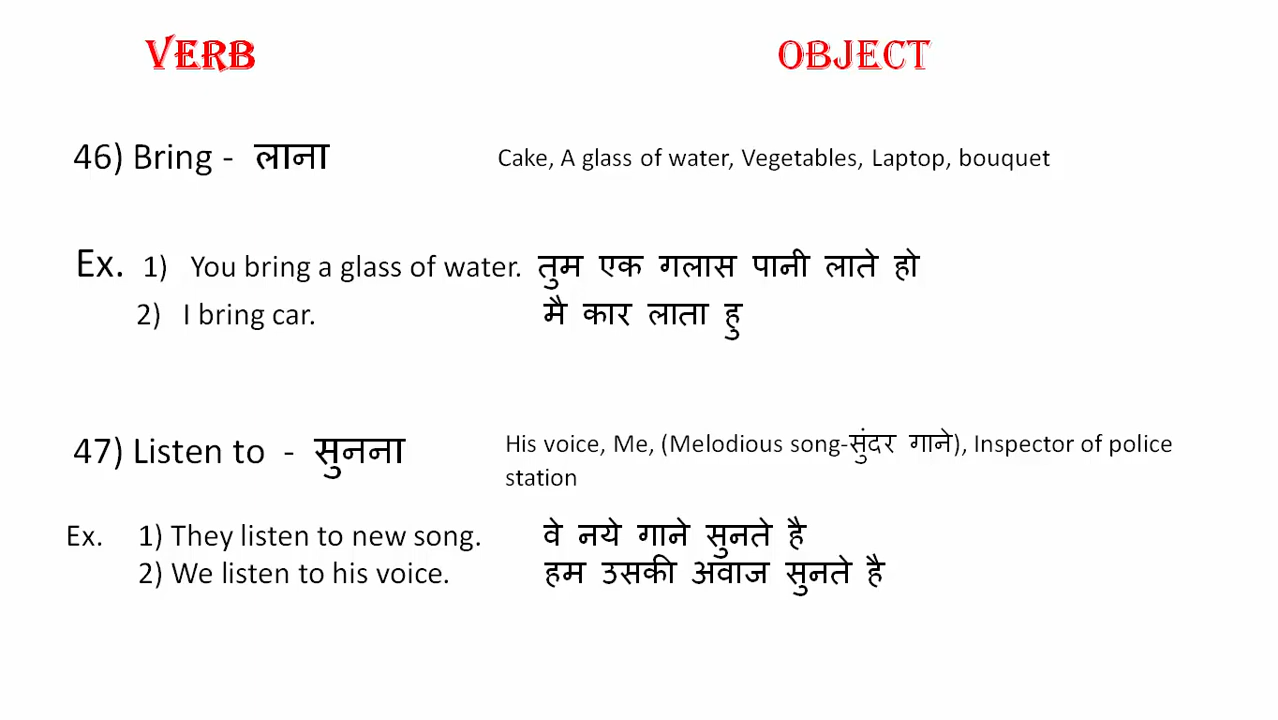 VERB OBJECT
46) Bring - लाना Cake, A glass of water, Vegetables, Laptop, bouquet
Ex. 1) You bring a glass of water. तुम एक गलास पानी लाते हो
2) I bring car. मै कार लाता हु
47) Listen to - सुनना His voice, Me, (Melodious song-सुंदर गाने), Inspector of police
station
Ex. 1) They listen to new song. वे नये गाने सुनते है
2) We listen to his voice. हम उसकी अवाज सुनते है